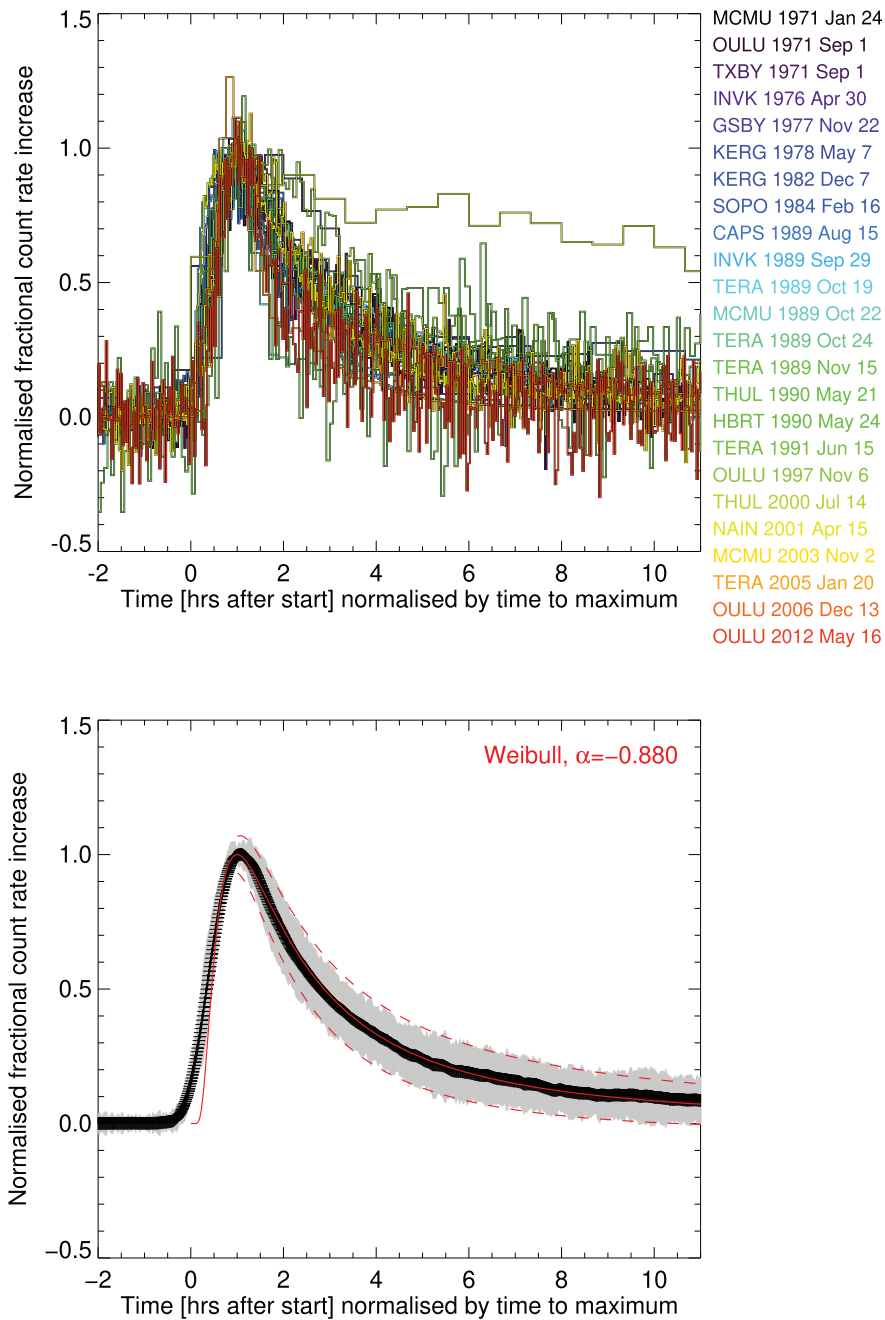 1.5
1.0
0.5
0.0
-0.5
Normalised fractional count rate increase
-2 0 2 4 6 8 10
Time [hrs after start] normalised by time to maximum
MCMU 1971 Jan 24
OULU 1971 Sep 1
TXBY 1971 Sep 1
INVK 1976 Apr 30
GSBY 1977 Nov 22
KERG 1978 May 7
KERG 1982 Dec 7
SOPO 1984 Feb 16
CAPS 1989 Aug 15
INVK 1989 Sep 29
TERA 1989 Oct 19
MCMU 1989 Oct 22
TERA 1989 Oct 24
TERA 1989 Nov 15
THUL 1990 May 21
HBRT 1990 May 24
TERA 1991 Jun 15
OULU 1997 Nov 6
THUL 2000 Jul 14
NAIN 2001 Apr 15
MCMU 2003 Nov 2
TERA 2005 Jan 20
OULU 2006 Dec 13
OULU 2012 May 16
1.5
1.0
0.5
0.0
−0.5
Normalised fractional count rate increase
Weibull, α=−0.880
−2 0 2 4 6 8 10
Time [hrs after start] normalised by time to maximum